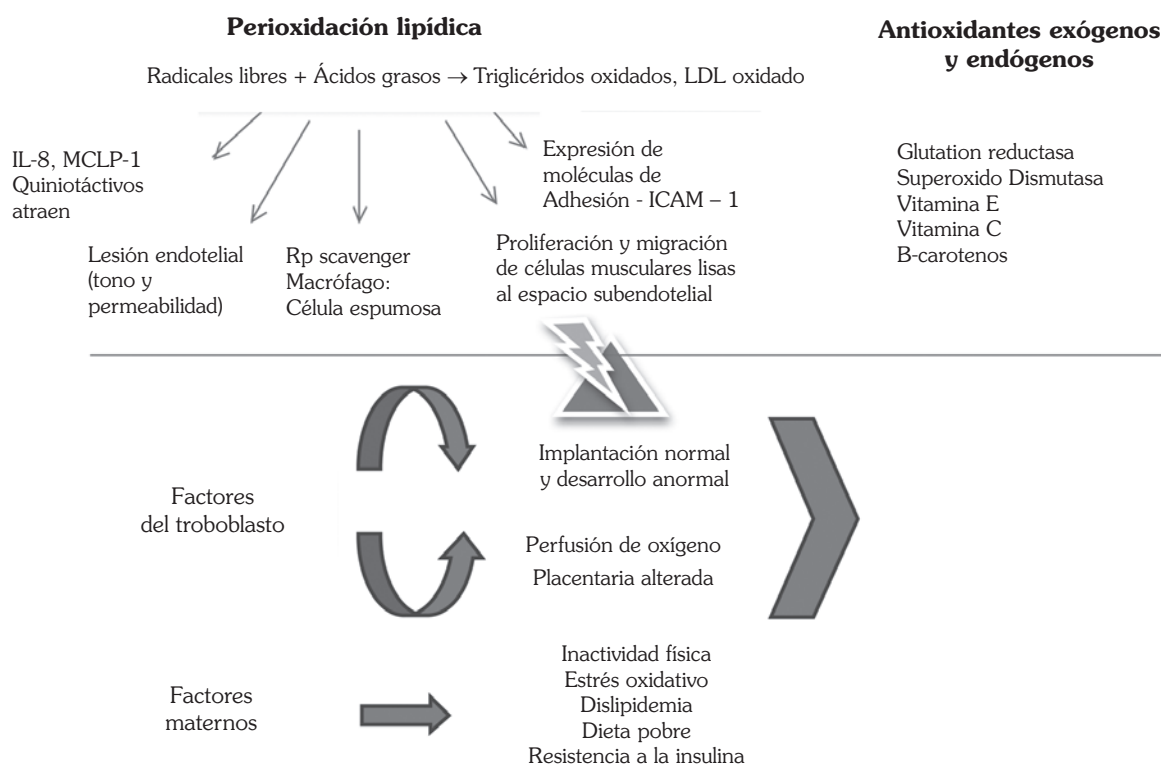 Perioxidación lipídica
Antioxidantes exógenos
y endógenos
Radicales libres + Ácidos grasos → Triglicéridos oxidados, LDL oxidado
IL-8, MCLP-1
Quiniotáctivos
atraen
Lesión endotelial
(tono y
permeabilidad)
Rp scavenger
Macrófago:
Célula espumosa
Expresión de
moléculas de
Adhesión - ICAM – 1
Proliferación y migración
de células musculares lisas
al espacio subendotelial
Glutation reductasa
Superoxido Dismutasa
Vitamina E
Vitamina C
B-carotenos
Factores
del troboblasto
Implantación normal
y desarrollo anormal
Perfusión de oxígeno
Placentaria alterada
Factores
maternos
Inactividad física
Estrés oxidativo
Dislipidemia
Dieta pobre
Resistencia a la insulina